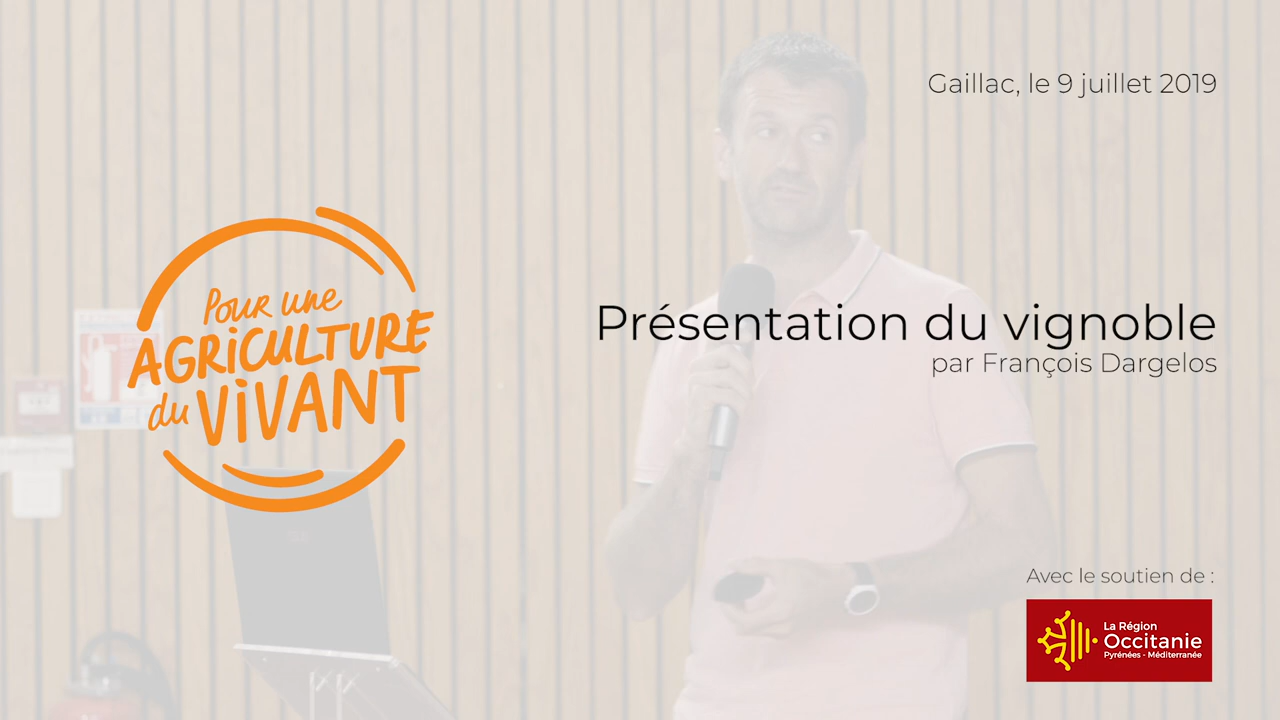 Gaillac, le 9 juillet 2019
Pour une
AGRiCULTURE
du ViVANT
Présentation du vignoble
par François Dargelos
Avec le soutien de :
La Région
Occitanie
Pyrénées - Méditerranée